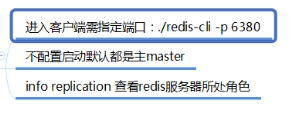 进入客户端需指定端口：./redis-cli -p 6380
不配置启动默认都是主master
info replication 查看redis服务器所处角色